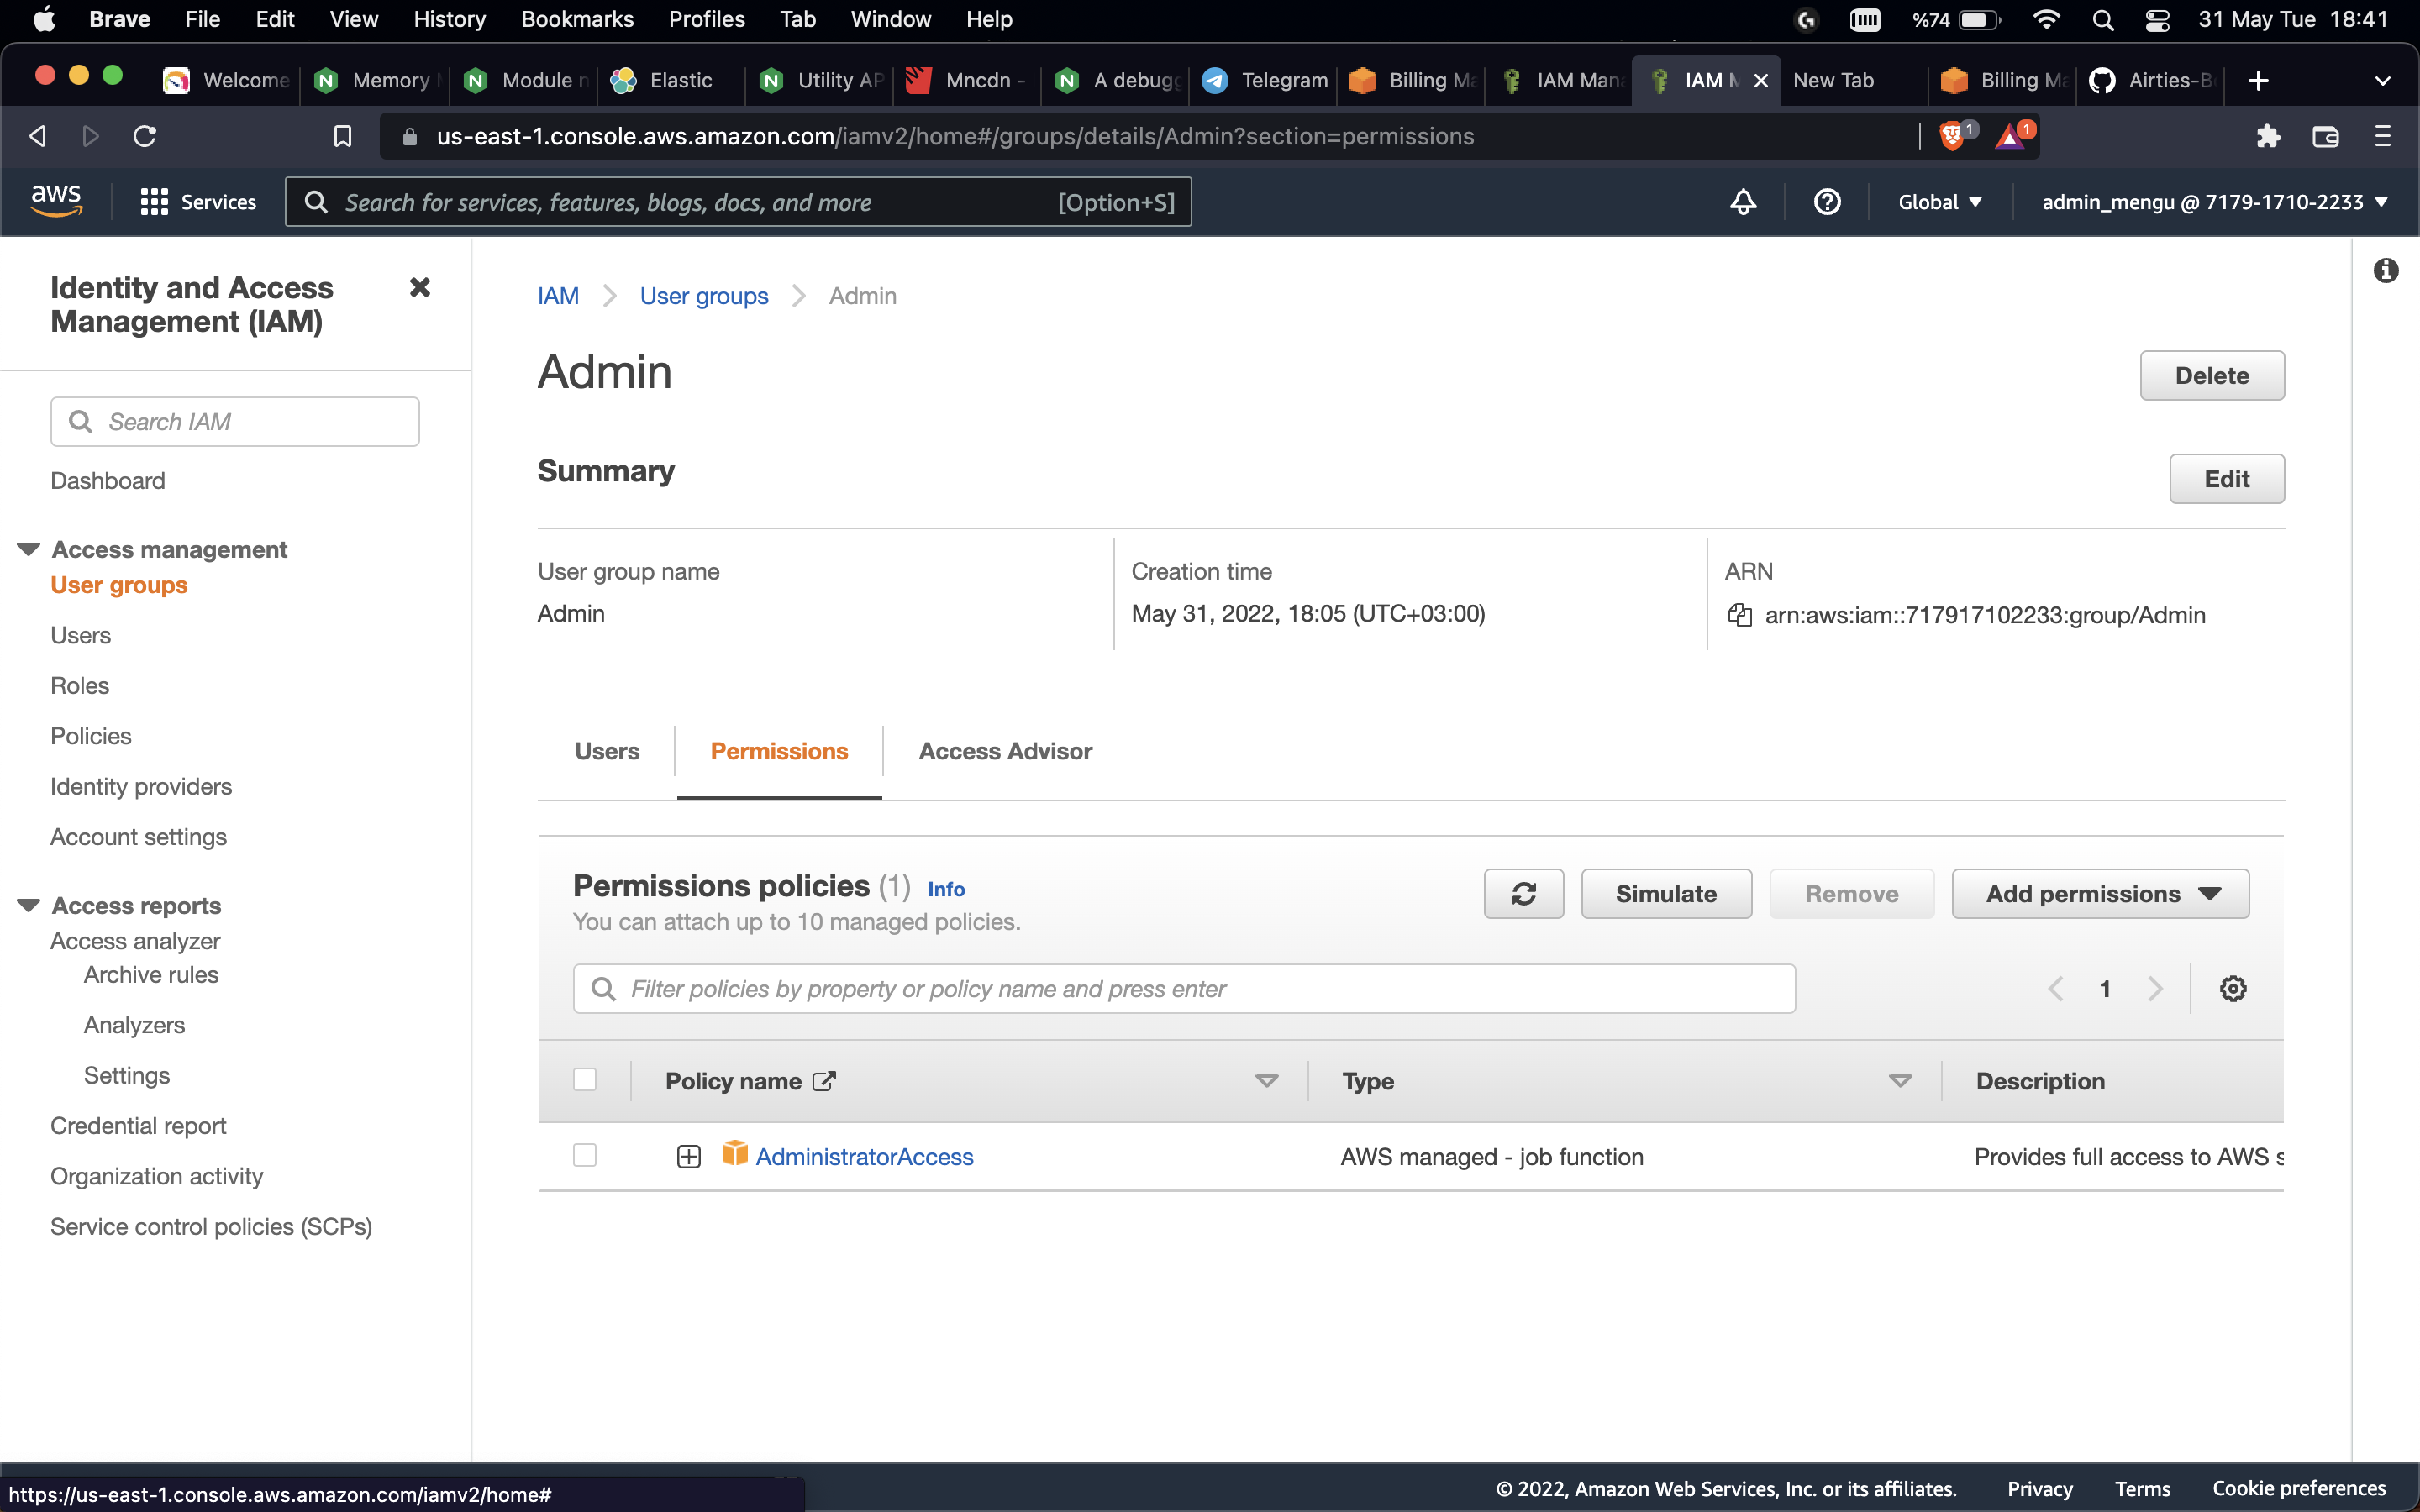 Brave File Edit View History Bookmarks Profiles Tab Window Help %74 31 May Tue 18:41
Welcome Memory Module Elastic Utility AP Mncdn - A debugg Telegram Billing Ma IAM Mana IAM M New Tab Billing Ma Airties-B
us-east-1.console.aws.amazon.com/iamv2/home#/groups/details/Admin?section=permissions 1 1
aws Services Search for services, features, blogs, docs, and more [Option+S] Global admin_mengu @ 7179-1710-2233
Identity and Access
Management (IAM)
Search IAM
Dashboard
Access management
User groups
Users
Roles
Policies
Identity providers
Account settings
Access reports
Access analyzer
Archive rules
Analyzers
Settings
Credential report
Organization activity
Service control policies (SCPs)
IAM User groups Admin
Admin
Delete
Summary
Edit
User group name
Admin
Creation time
May 31, 2022, 18:05 (UTC+03:00)
ARN
arn:aws:iam::717917102233:group/Admin
Users Permissions Access Advisor
Permissions policies (1) Info
You can attach up to 10 managed policies.
Simulate Remove Add permissions
Filter policies by property or policy name and press enter
1
Policy name Type Description
AdministratorAccess AWS managed - job function Provides full access to AWS s
https://us-east-1.console.aws.amazon.com/iamv2/home#
© 2022, Amazon Web Services, Inc. or its affiliates. Privacy Terms Cookie preferences